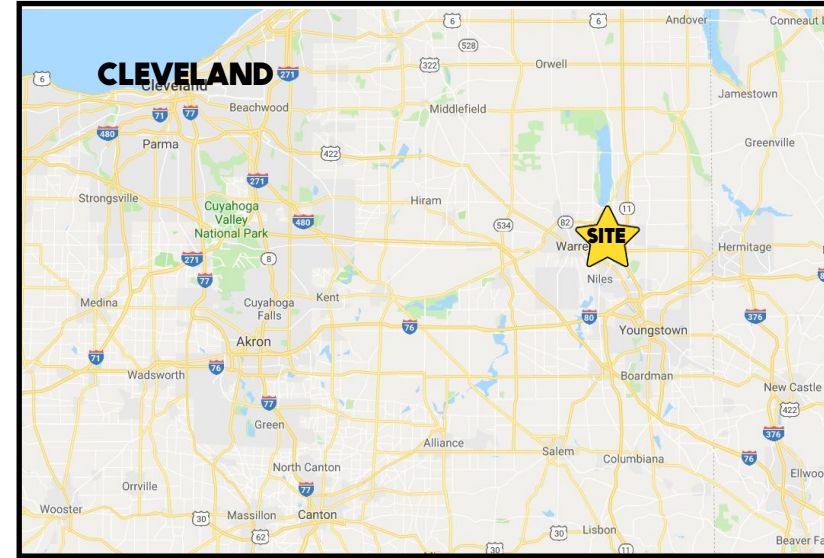 6
6
Andover
Conneaut L
528
322
Orwell
CLEVELAND
271
6
Cleveland
Jamestown
71
77
Beachwood
Middlefield
480
Parma
Greenville
422
271
Strongsville
Hiram
Cuyahoga
Valley
National Park
11
480
534
82
SITE
Warre
Hermitage
271
8
77
Niles
Medina
Cuyahoga
Falls
Kent
76
80
376
Youngstown
Akron
71
76
Wadsworth
Boardman
New Castle
77
422
Green
376
Alliance
Salem
Columbiana
76
North Canton
Ellwoo
Orrville
77
Wooster
30
Massillon
Canton
62
30
Lisbon
30
11
Beaver Fa